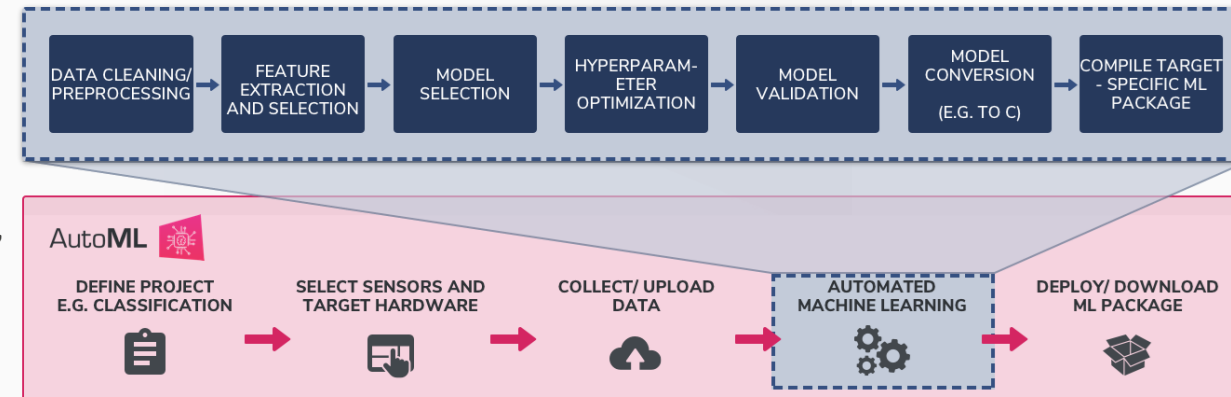 DATA CLEANING/
PREPROCESSING
FEATURE
EXTRACTION
AND SELECTION
MODEL
SELECTION
HYPERPARAM-
ETER
OPTIMIZATION
MODEL
VALIDATION
MODEL
CONVERSION
(E.G. TO C)
COMPILE TARGET
- SPECIFIC ML
PACKAGE
AutoML
DEFINE PROJECT
E.G. CLASSIFICATION
SELECT SENSORS AND
TARGET HARDWARE
COLLECT/ UPLOAD
DATA
AUTOMATED
MACHINE LEARNING
DEPLOY/ DOWNLOAD
ML PACKAGE